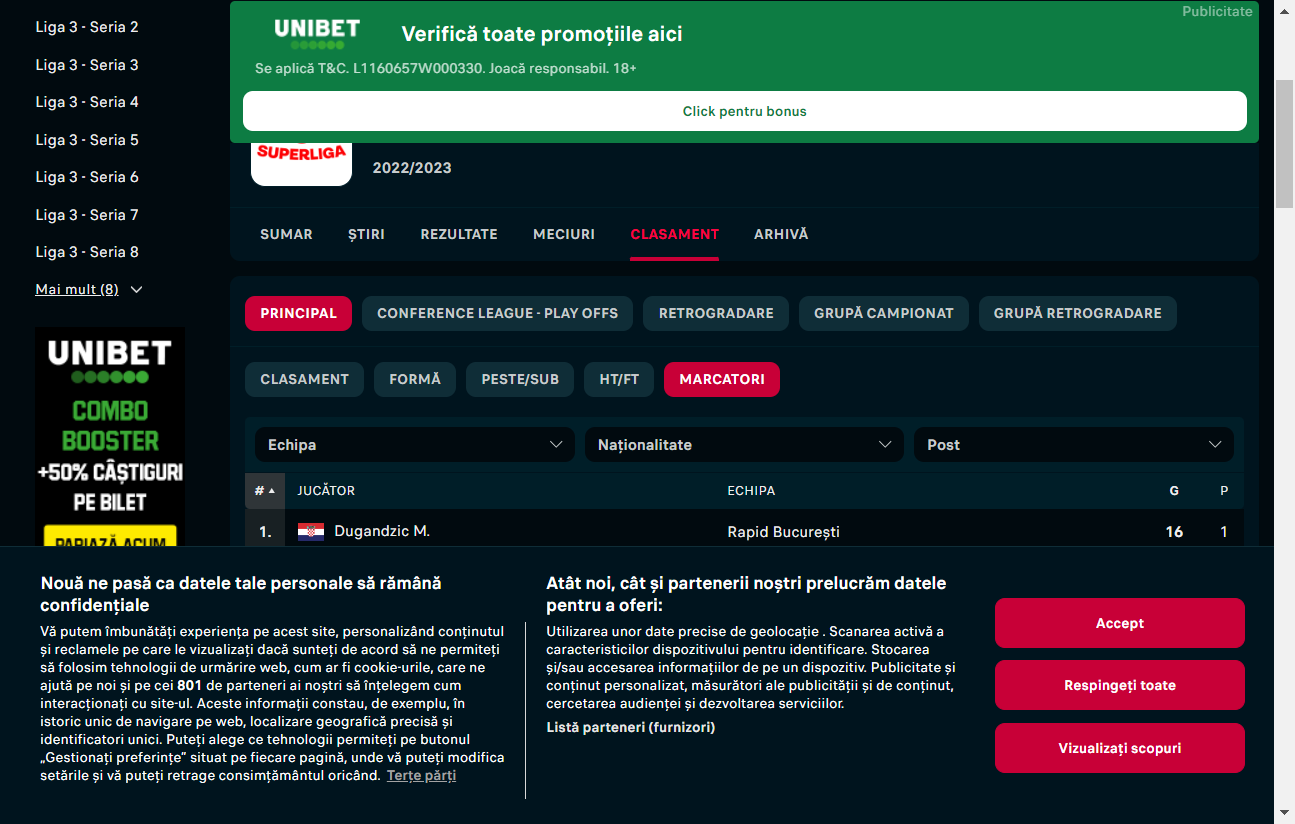 Liga 3 - Seria 2
Liga 3 - Seria 3
Liga 3 - Seria 4
Liga 3 - Seria 5
Liga 3 - Seria 6
Liga 3 - Seria 7
Liga 3 - Seria 8
Mai mult (8)
UNIBET
COMBO
BOOSTER
+50% CÂȘTIGURI
PE BILET
PARIAZĂ ACUM
Publicitate
UNIBET
Verifică toate promoțiile aici
Se aplică T&C. L1160657W000330. Joacă responsabil. 18+
Click pentru bonus
SUPERLIGA
2022/2023
SUMAR ȘTIRI REZULTATE MECIURI CLASAMENT ARHIVĂ
PRINCIPAL CONFERENCE LEAGUE - PLAY OFFS RETROGRADARE GRUPĂ CAMPIONAT GRUPĂ RETROGRADARE
CLASAMENT FORMĂ PESTE/SUB HT/FT MARCATORI
Echipa Naționalitate Post
# JUCĂTOR ECHIPA G P
1. Dugandzic M. Rapid București 16 1
Nouă ne pasă ca datele tale personale să rămână
confidențiale
Vă putem îmbunătăți experiența pe acest site, personalizând conținutul
și reclamele pe care le vizualizați dacă sunteți de acord să ne permiteți
să folosim tehnologii de urmărire web, cum ar fi cookie-urile, care ne
ajută pe noi și pe cei 801 de parteneri ai noștri să înțelegem cum
interacționați cu site-ul. Aceste informații constau, de exemplu, în
istoric unic de navigare pe web, localizare geografică precisă și
identificatori unici. Puteți alege ce tehnologii permiteți pe butonul
„Gestionați preferințe” situat pe fiecare pagină, unde vă puteți modifica
setările și vă puteți retrage consimțământul oricând. Terțe părți
Atât noi, cât și partenerii noștri prelucrăm datele
pentru a oferi:
Utilizarea unor date precise de geolocație . Scanarea activă a
caracteristicilor dispozitivului pentru identificare. Stocarea
și/sau accesarea informațiilor de pe un dispozitiv. Publicitate și
conținut personalizat, măsurători ale publicității și de conținut,
cercetarea audienței și dezvoltarea serviciilor.
Listă parteneri (furnizori)
Accept
Respingeți toate
Vizualizați scopuri